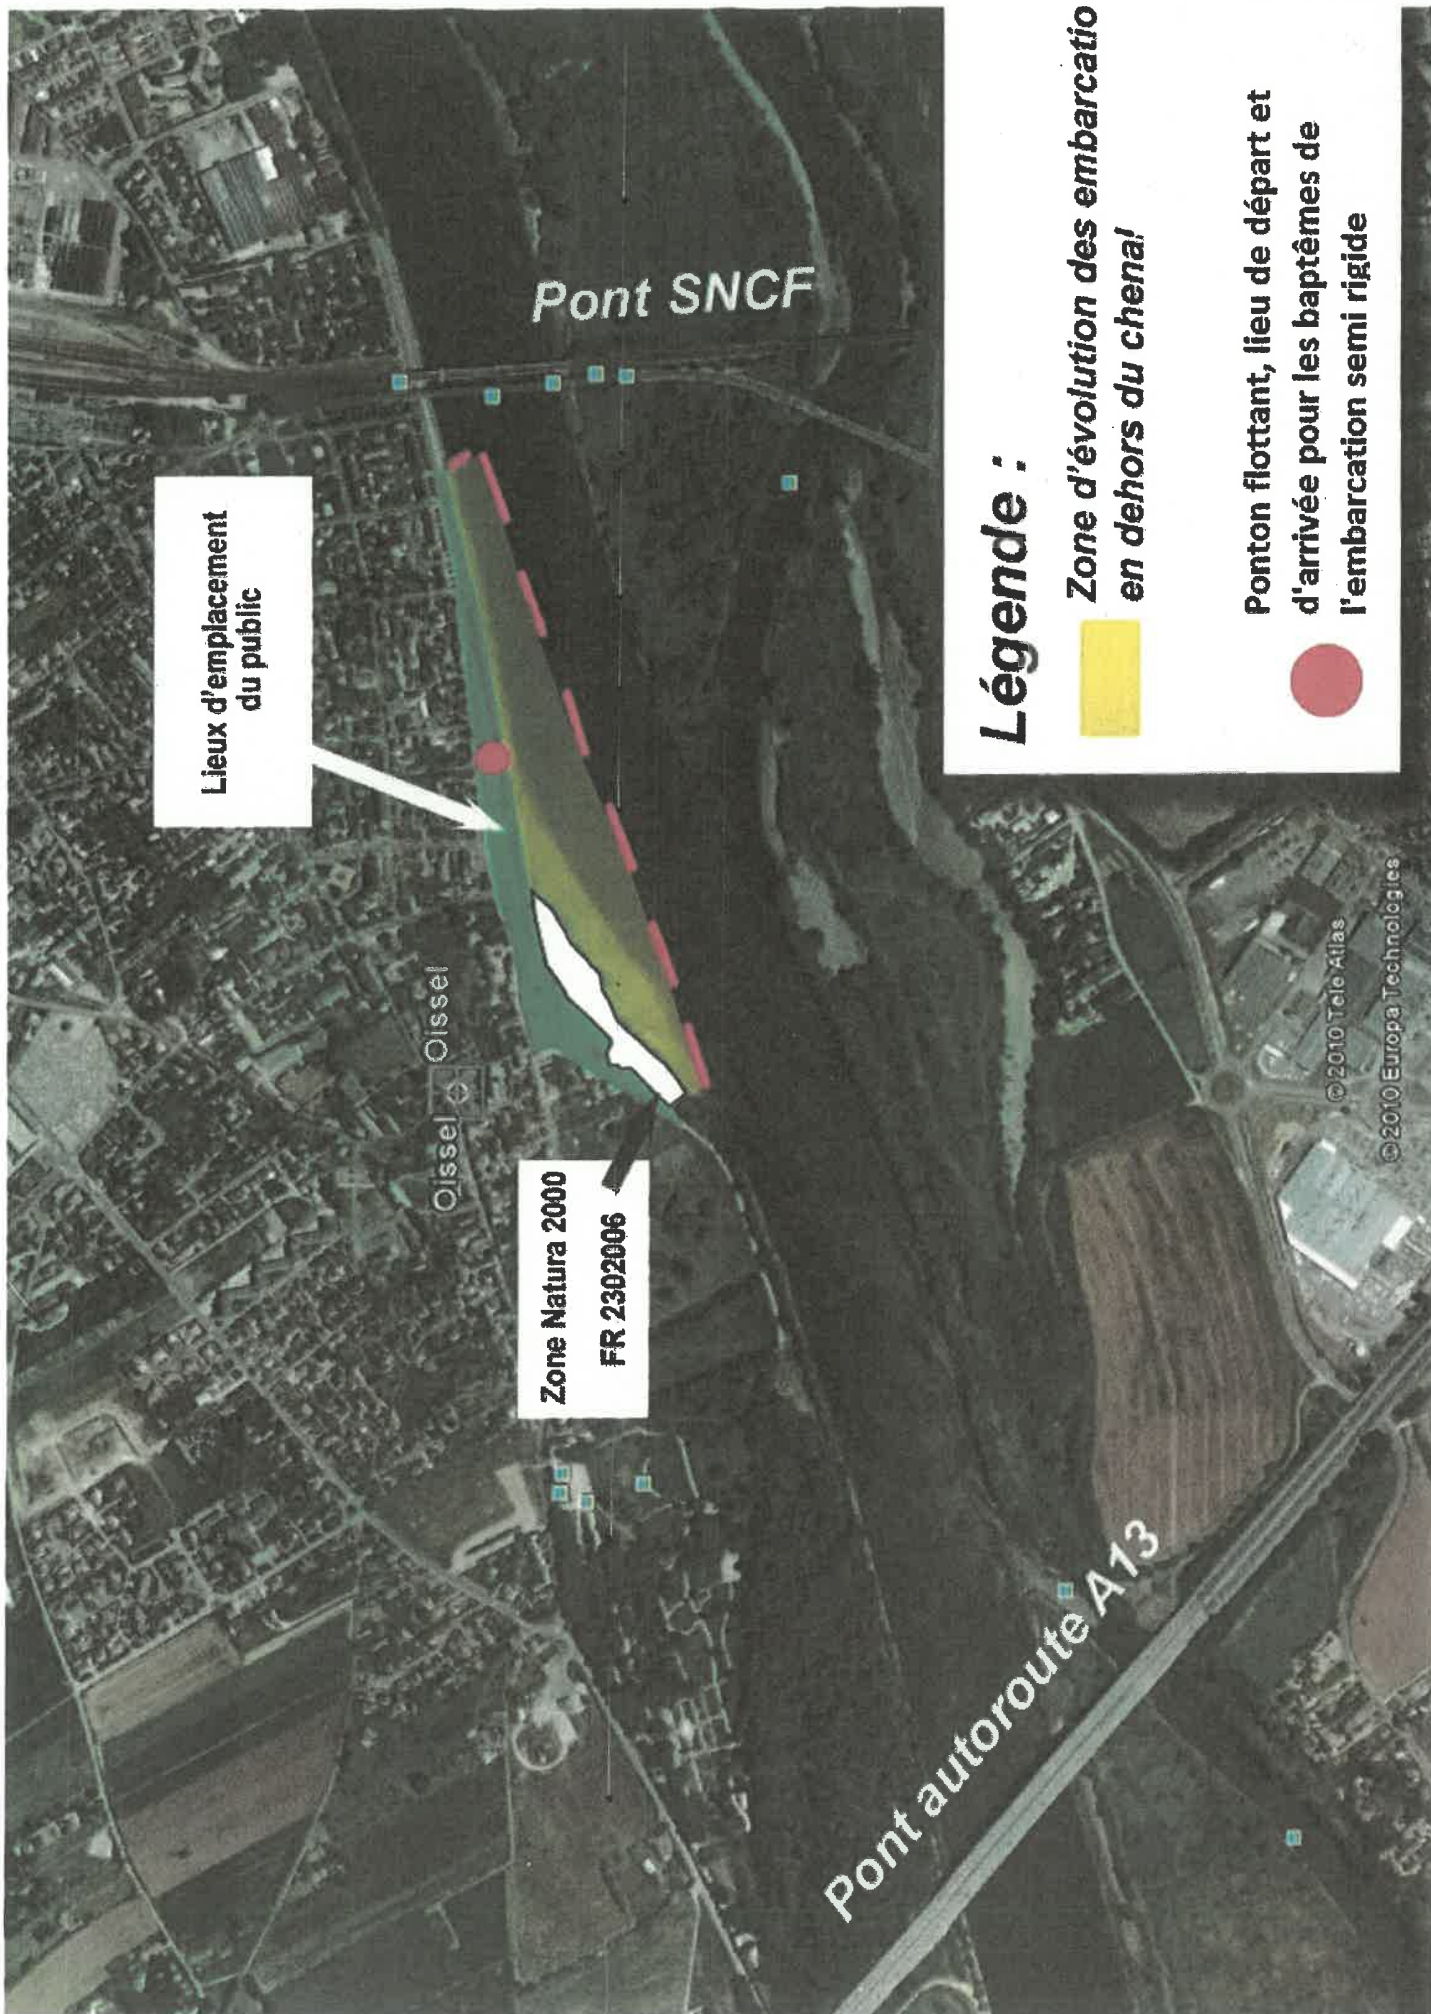 Lieux d'emplacement
du public
Pont SNCF
Oissel
Oissel
Zone Natura 2000
FR 2302006
Pont autoroute A13
Légende :
Zone d'évolution des embarcatio
en dehors du chenal
Ponton flottant, lieu de départ et
d'arrivée pour les baptêmes de
l'embarcation semi rigide
© 2010 Tele Atlas
© 2010 Europa Technologies